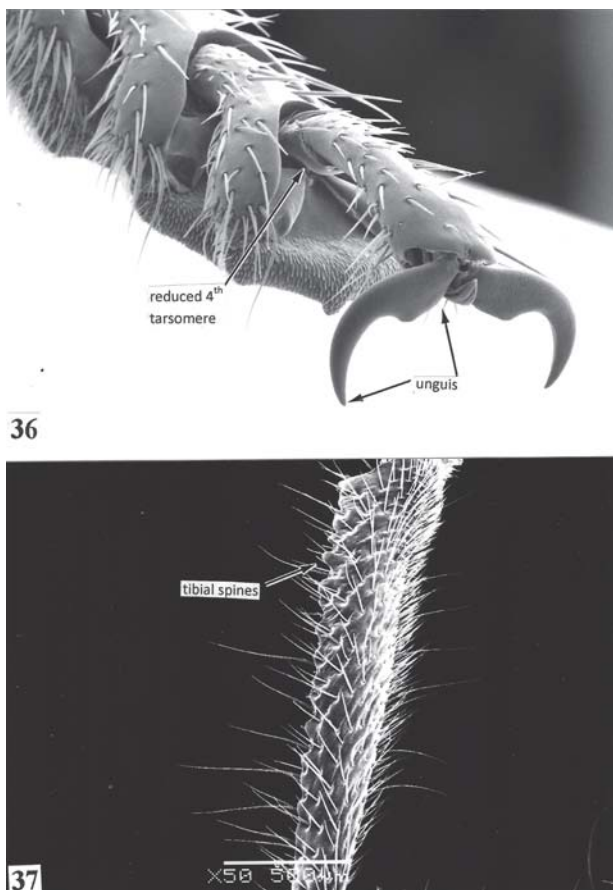 reduced 4th
tarsomere
unguis
36
tibial spines
37
X50 500µm